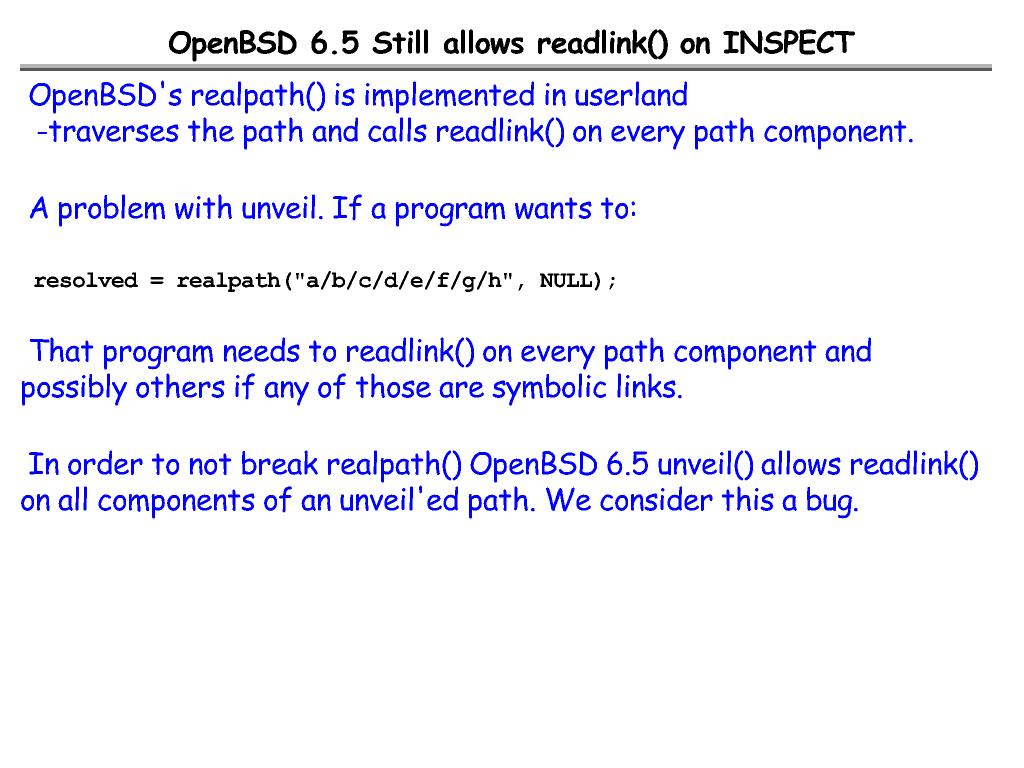 OpenBSD 6.5 Still allows readlink() on INSPECT
OpenBSD's realpath() is implemented in userland
-traverses the path and calls readlink() on every path component.
A problem with unveil. If a program wants to:
resolved = realpath("a/b/c/d/e/f/g/h", NULL);
That program needs to readlink() on every path component and
possibly others if any of those are symbolic links.
In order to not break realpath() OpenBSD 6.5 unveil() allows readlink()
on all components of an unveil'ed path. We consider this a bug.